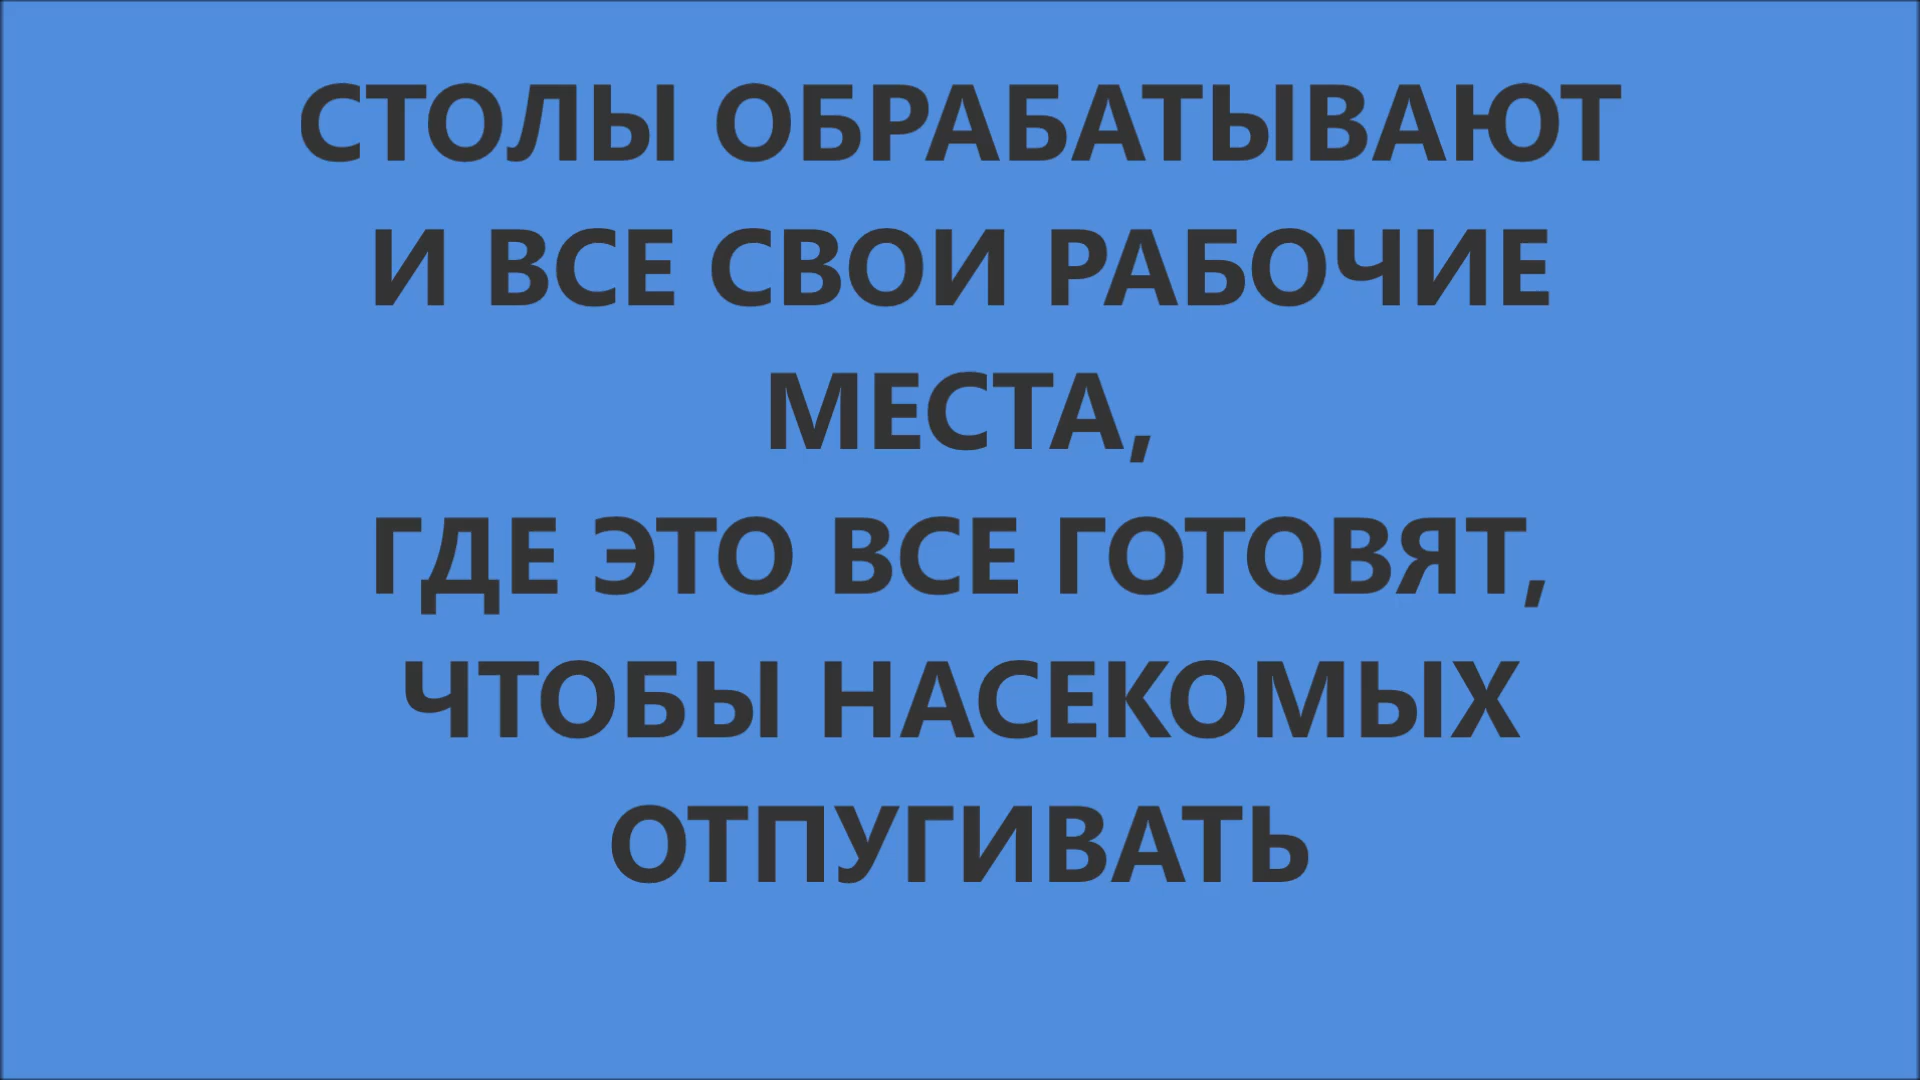 СТОЛЫ ОБРАБАТЫВАЮТ
И ВСЕ СВОИ РАБОЧИЕ
МЕСТА,
ГДЕ ЭТО ВСЕ ГОТОВЯТ,
ЧТОБЫ НАСЕКОМЫХ
ОТПУГИВАТЬ